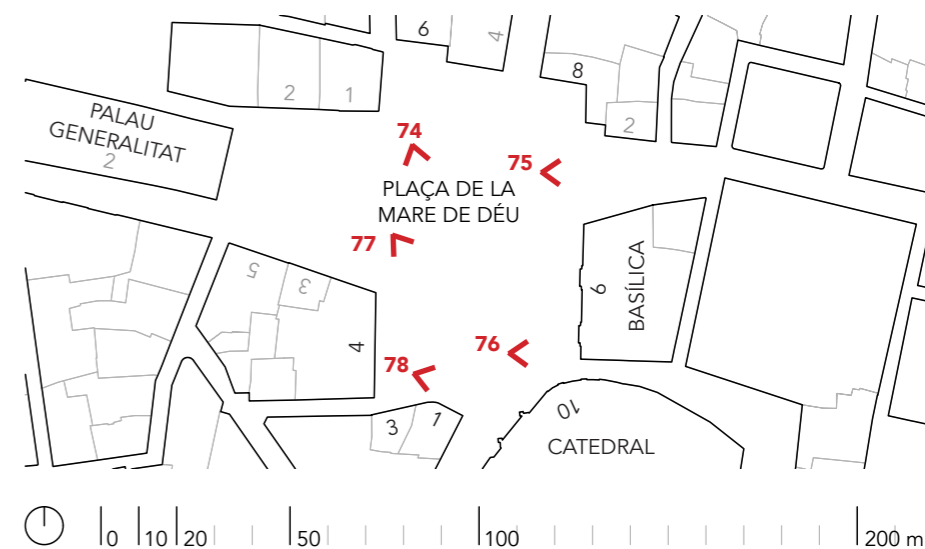 6
4
8
2
1
2
PALAU
GENERALITAT
2
74
75
PLAÇA DE LA
MARE DE DÉU
77
5
3
4
6
BASÍLICA
76
78
3
1
10
CATEDRAL
0 10 20 50 100 200 m